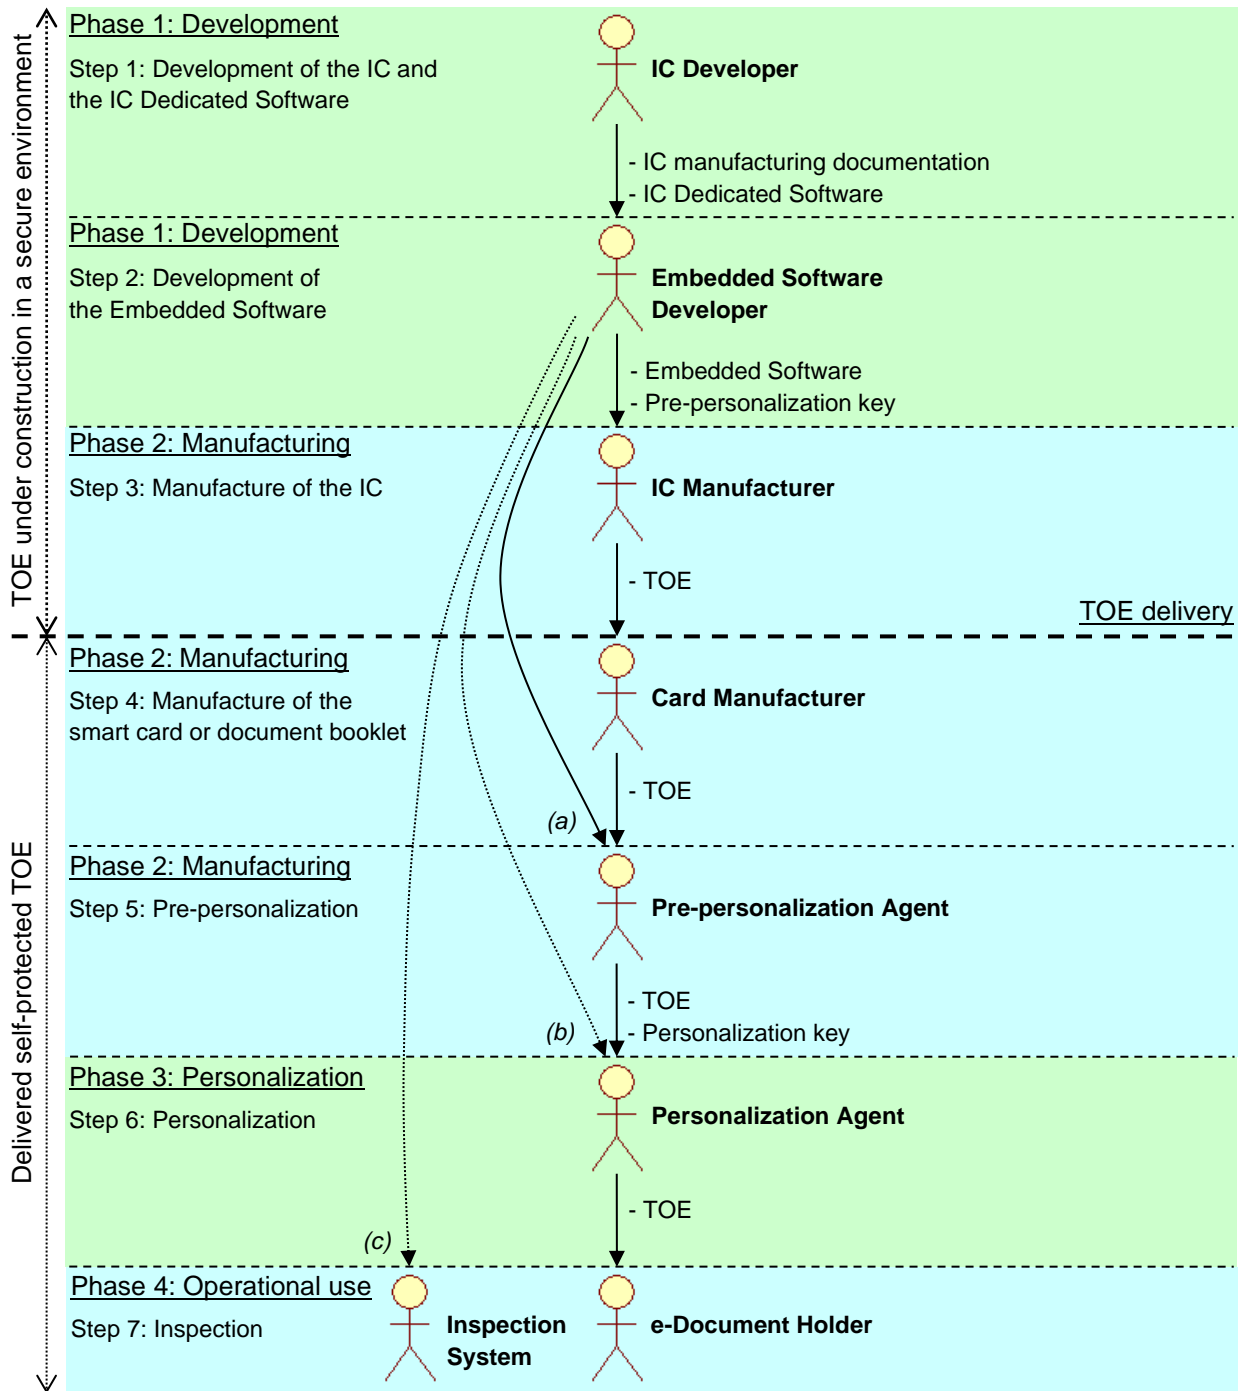 TOE under construction in a secure environment
Phase 1: Development
Step 1: Development of the IC and
the IC Dedicated Software
IC Developer
- IC manufacturing documentation
- IC Dedicated Software
Phase 1: Development
Step 2: Development of
the Embedded Software
Embedded Software
Developer
- Embedded Software
- Pre-personalization key
Phase 2: Manufacturing
Step 3: Manufacture of the IC
IC Manufacturer
- TOE
TOE delivery
Delivered self-protected TOE
Phase 2: Manufacturing
Step 4: Manufacture of the
smart card or document booklet
Card Manufacturer
- TOE
(a)
Phase 2: Manufacturing
Step 5: Pre-personalization
Pre-personalization Agent
- TOE
- Personalization key
(b)
Phase 3: Personalization
Step 6: Personalization
Personalization Agent
- TOE
(c)
Phase 4: Operational use
Step 7: Inspection
Inspection
System
e-Document Holder